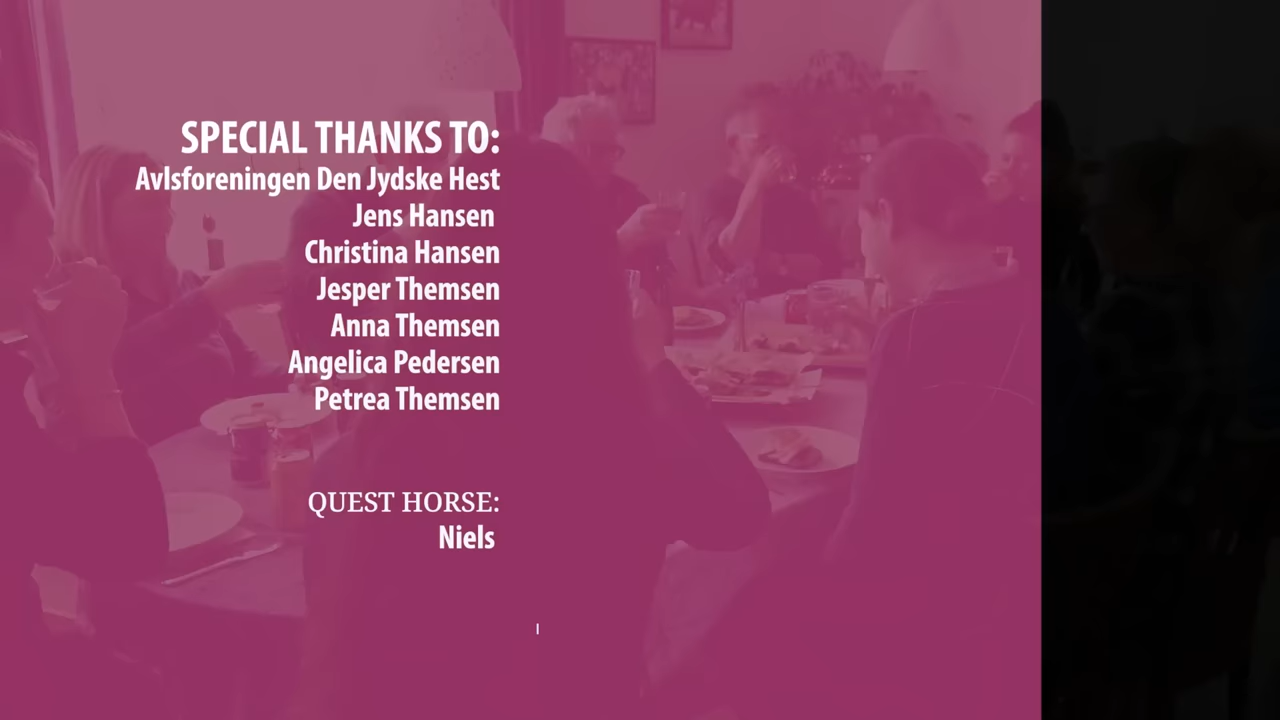 SPECIAL THANKS TO:
Avlsforeningen Den Jydske Hest
Jens Hansen
Christina Hansen
Jesper Themsen
Anna Themsen
Angelica Pedersen
Petrea Themsen
QUEST HORSE:
Niels